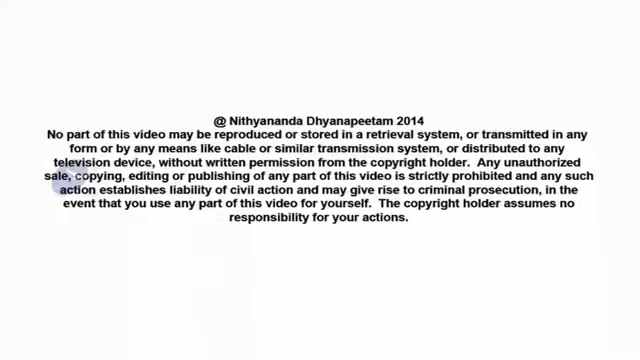 @ Nithyananda Dhyanapeetam 2014
No part of this video may be reproduced or stored in a retrieval system, or transmitted in any
form or by any means like cable or similar transmission system, or distributed to any
television device, without written permission from the copyright holder. Any unauthorized
sale, copying, editing or publishing of any part of this video is strictly prohibited and any such
action establishes liability of civil action and may give rise to criminal prosecution, in the
event that you use any part of this video for yourself. The copyright holder assumes no
responsibility for your actions.